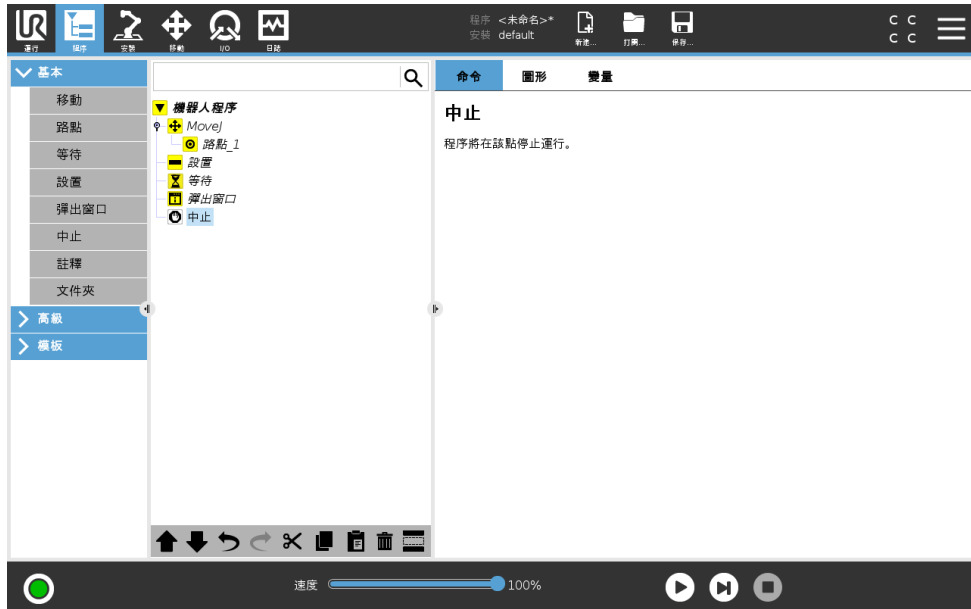 程序 <未命名>*
安裝 default
C C
C C
運行 程序 安裝 移動 I/O 日誌
新建... 打開... 保存...
基本
移動
路點
等待
設置
彈出窗口
中止
註釋
文件夾
高級
模板
機器人程序
MoveJ
路點_1
設置
等待
彈出窗口
中止
命令 圖形 變量
中止
程序將在該點停止運行。
速度 100%